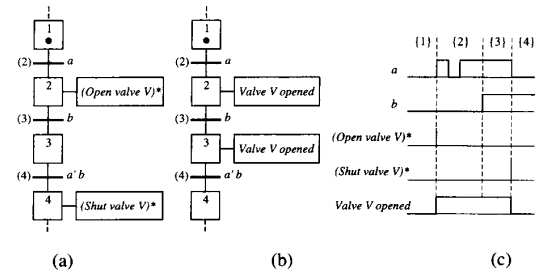 1
(2) a
2 (Open valve V)*
(3) b
3
(4) a' b
4 (Shut valve V)*
(a)
1
(2) a
2 Valve V opened
(3) b
3 Valve V opened
(4) a' b
4
(b)
{1} {2} {3} {4}
a
b
(Open valve V)*
(Shut valve V)*
Valve V opened
(c)